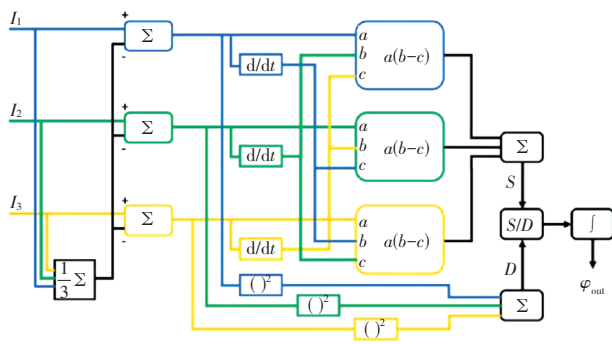 I₁ + Σ - a b c a(b−c)
d/dt
I₂ + Σ - a b c a(b−c)
d/dt
Σ
S
I₃ + Σ - a b c a(b−c)
d/dt
S/D ∫
D
1/3 Σ
( )²
φout
( )²
Σ
( )²